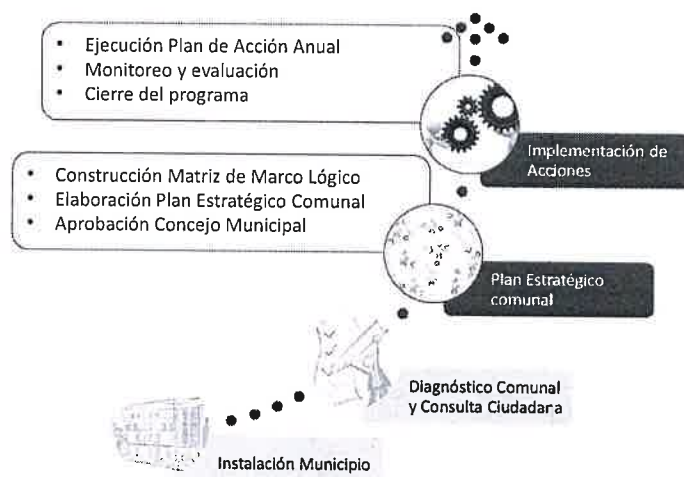 • Ejecución Plan de Acción Anual
• Monitoreo y evaluación
• Cierre del programa
Implementación de
Acciones
• Construcción Matriz de Marco Lógico
• Elaboración Plan Estratégico Comunal
• Aprobación Concejo Municipal
Plan Estratégico
comunal
Diagnóstico Comunal
y Consulta Ciudadana
Instalación Municipio